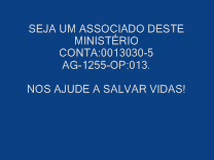 SEJA UM ASSOCIADO DESTE
MINISTÉRIO
CONTA:0013030-5
AG-1255-OP:013.
NOS AJUDE A SALVAR VIDAS!